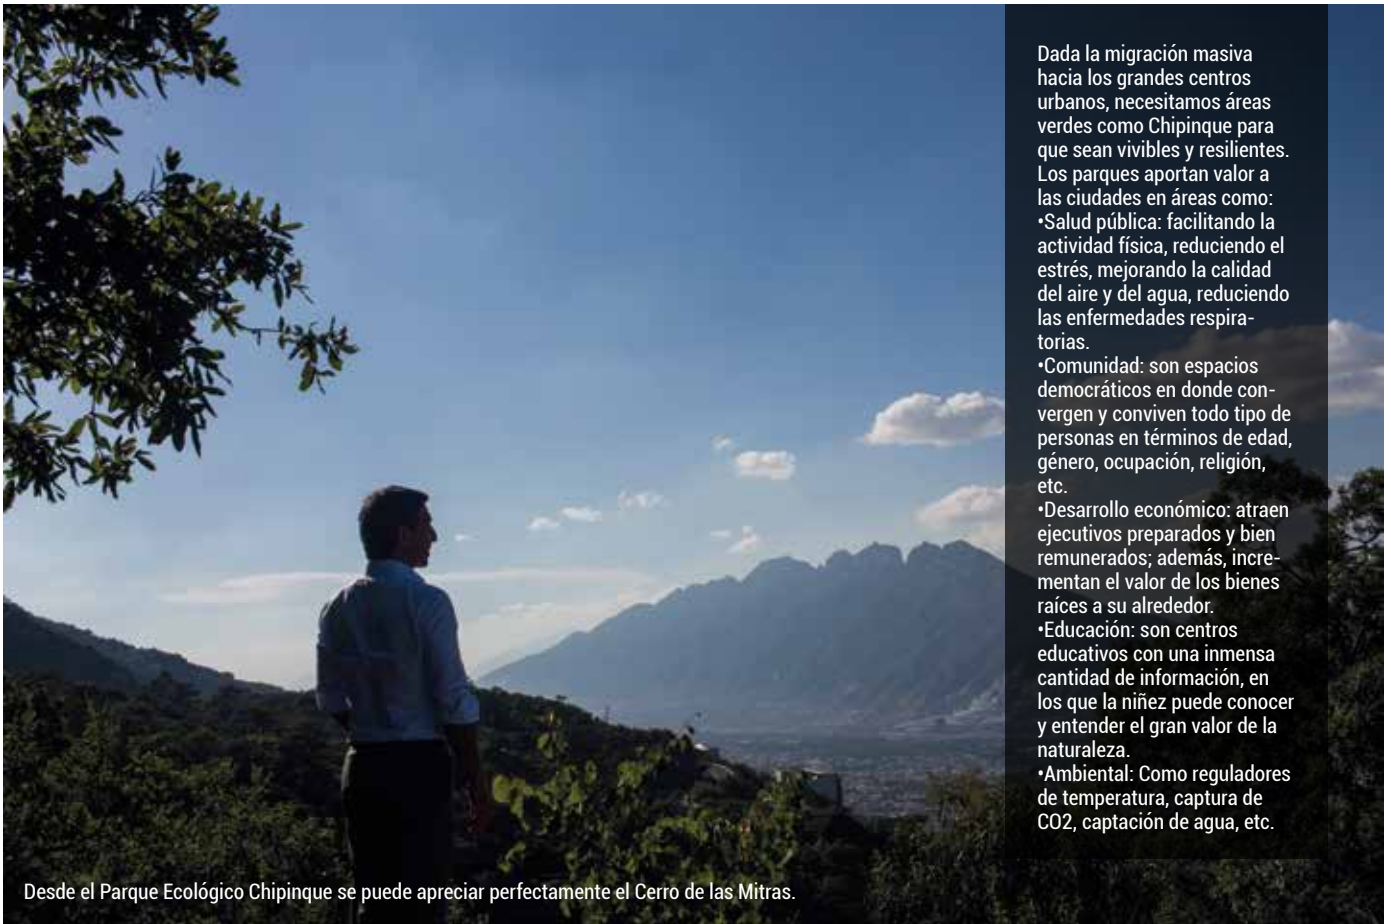 Dada la migración masiva
hacia los grandes centros
urbanos, necesitamos áreas
verdes como Chipinque para
que sean vivibles y resilientes.
Los parques aportan valor a
las ciudades en áreas como:
•Salud pública: facilitando la
actividad física, reduciendo el
estrés, mejorando la calidad
del aire y del agua, reduciendo
las enfermedades respira-
torias.
•Comunidad: son espacios
democráticos en donde con-
vergen y conviven todo tipo de
personas en términos de edad,
género, ocupación, religión,
etc.
•Desarrollo económico: atraen
ejecutivos preparados y bien
remunerados; además, incre-
mentan el valor de los bienes
raíces a su alrededor.
•Educación: son centros
educativos con una inmensa
cantidad de información, en
los que la niñez puede conocer
y entender el gran valor de la
naturaleza.
•Ambiental: Como reguladores
de temperatura, captura de
CO2, captación de agua, etc.
Desde el Parque Ecológico Chipinque se puede apreciar perfectamente el Cerro de las Mitras.